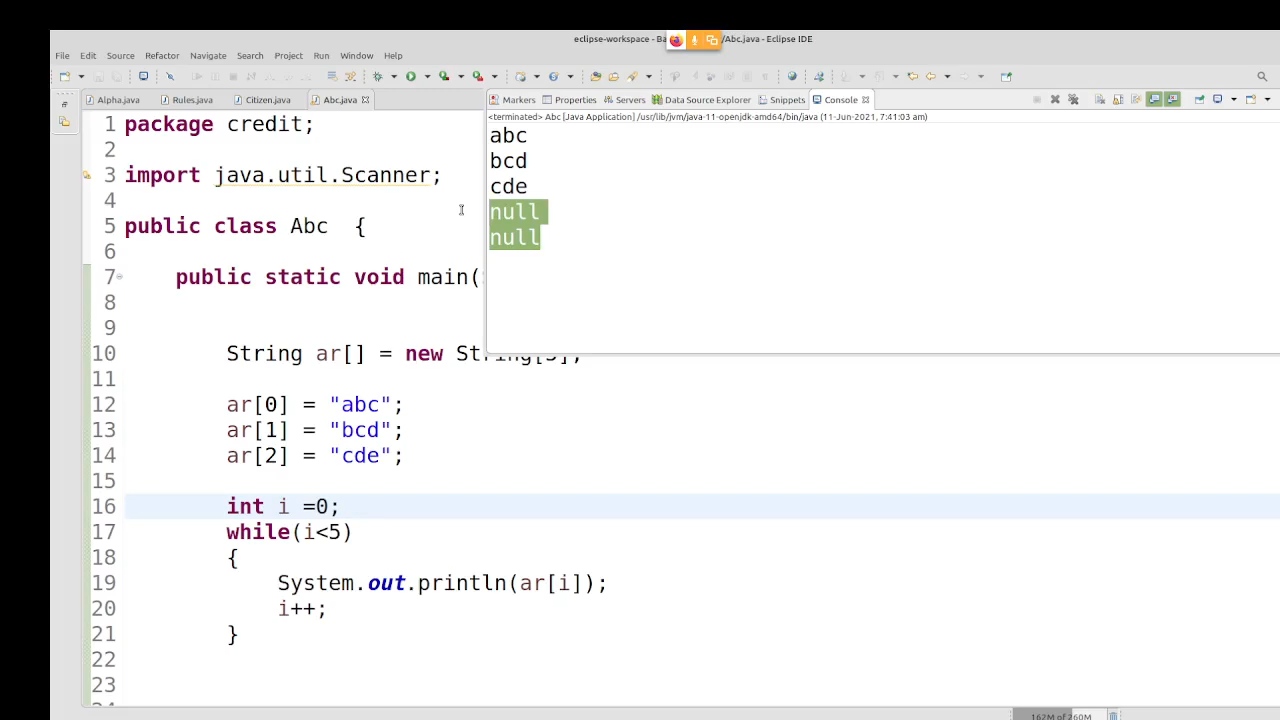 eclipse-workspace - Ba /Abc.java - Eclipse IDE
File Edit Source Refactor Navigate Search Project Run Window Help
Alpha.java Rules.java Citizen.java Abc.java
Markers Properties Servers Data Source Explorer Snippets Console
<terminated> Abc [Java Application] /usr/lib/jvm/java-11-openjdk-amd64/bin/java (11-Jun-2021, 7:41:03 am)
abc
bcd
cde
null
null
1 package credit;
2
3 import java.util.Scanner;
4
5 public class Abc  {
6
7 public static void main(
8
9
10 String ar[] = new String[5];
11
12 ar[0] = "abc";
13 ar[1] = "bcd";
14 ar[2] = "cde";
15
16 int i =0;
17 while(i<5)
18 {
19 System.out.println(ar[i]);
20 i++;
21 }
22
23
162M of 260M